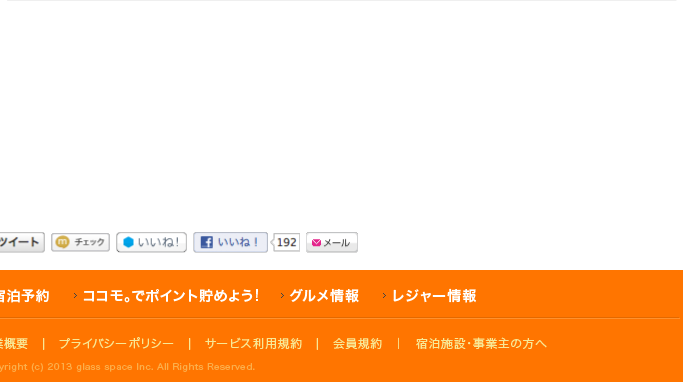 ツイート チェック いいね! いいね! 192 メール
宿泊予約 ココモ。でポイント貯めよう! グルメ情報 レジャー情報
概要 | プライバシーポリシー | サービス利用規約 | 会員規約 | 宿泊施設・事業主の方へ
yright (c) 2013 glass space Inc. All Rights Reserved.